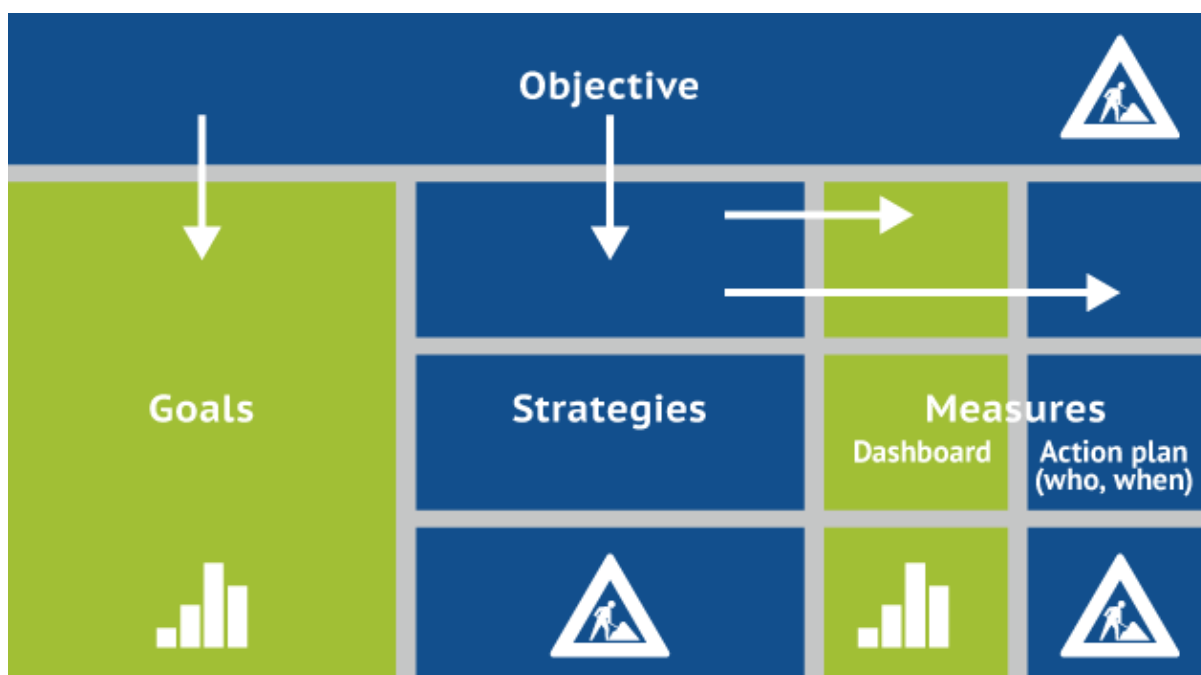 Objective
Goals
Strategies
Measures
Dashboard
Action plan
(who, when)